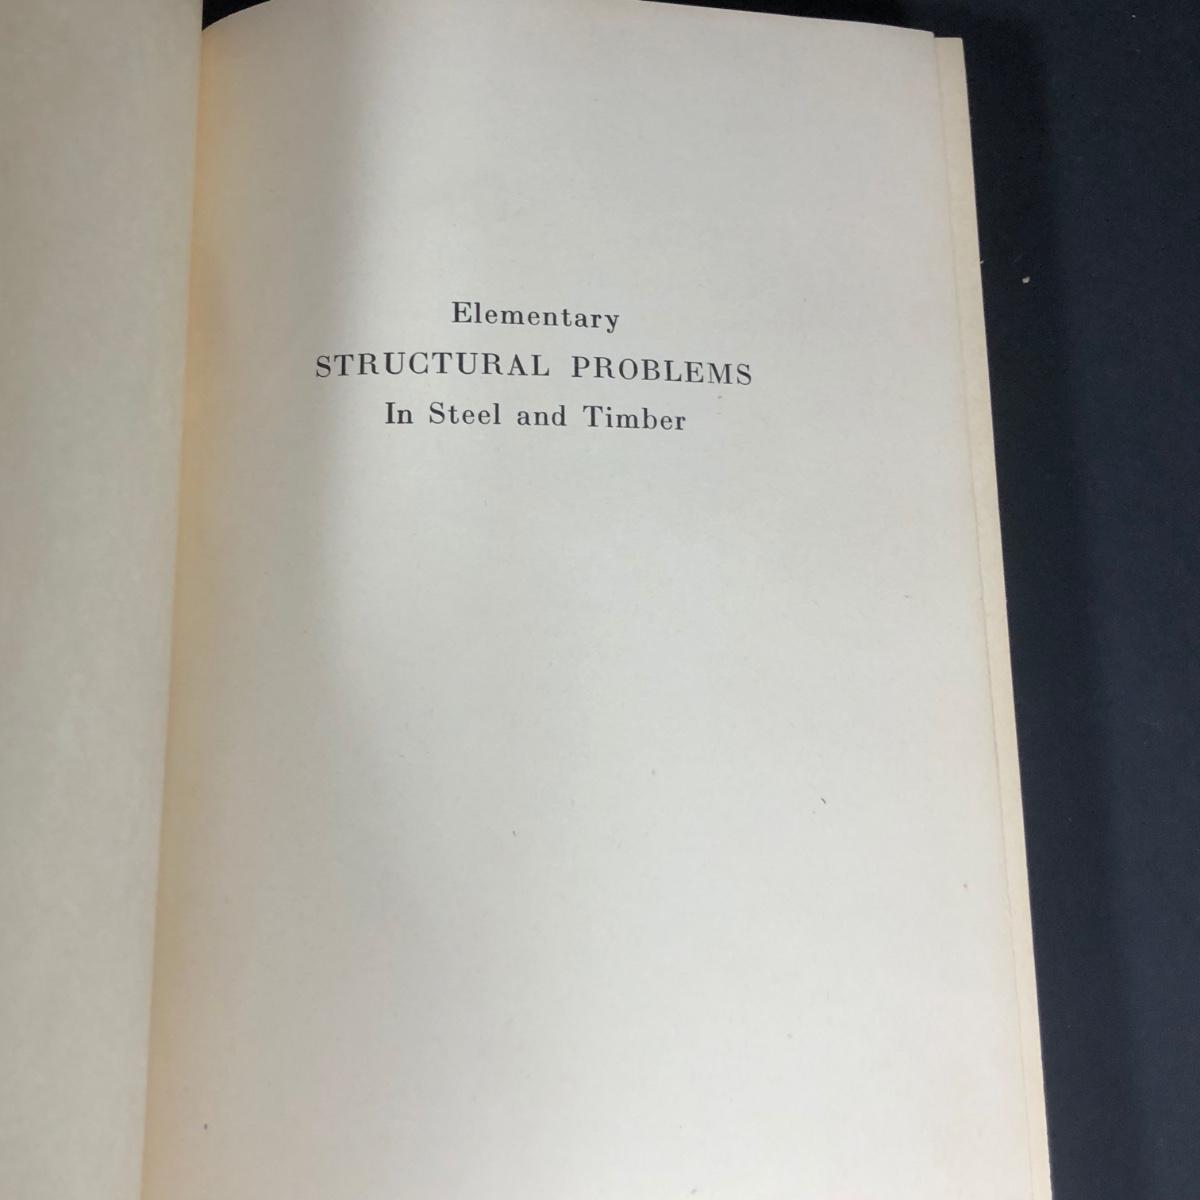 Elementary
STRUCTURAL PROBLEMS
In Steel and Timber